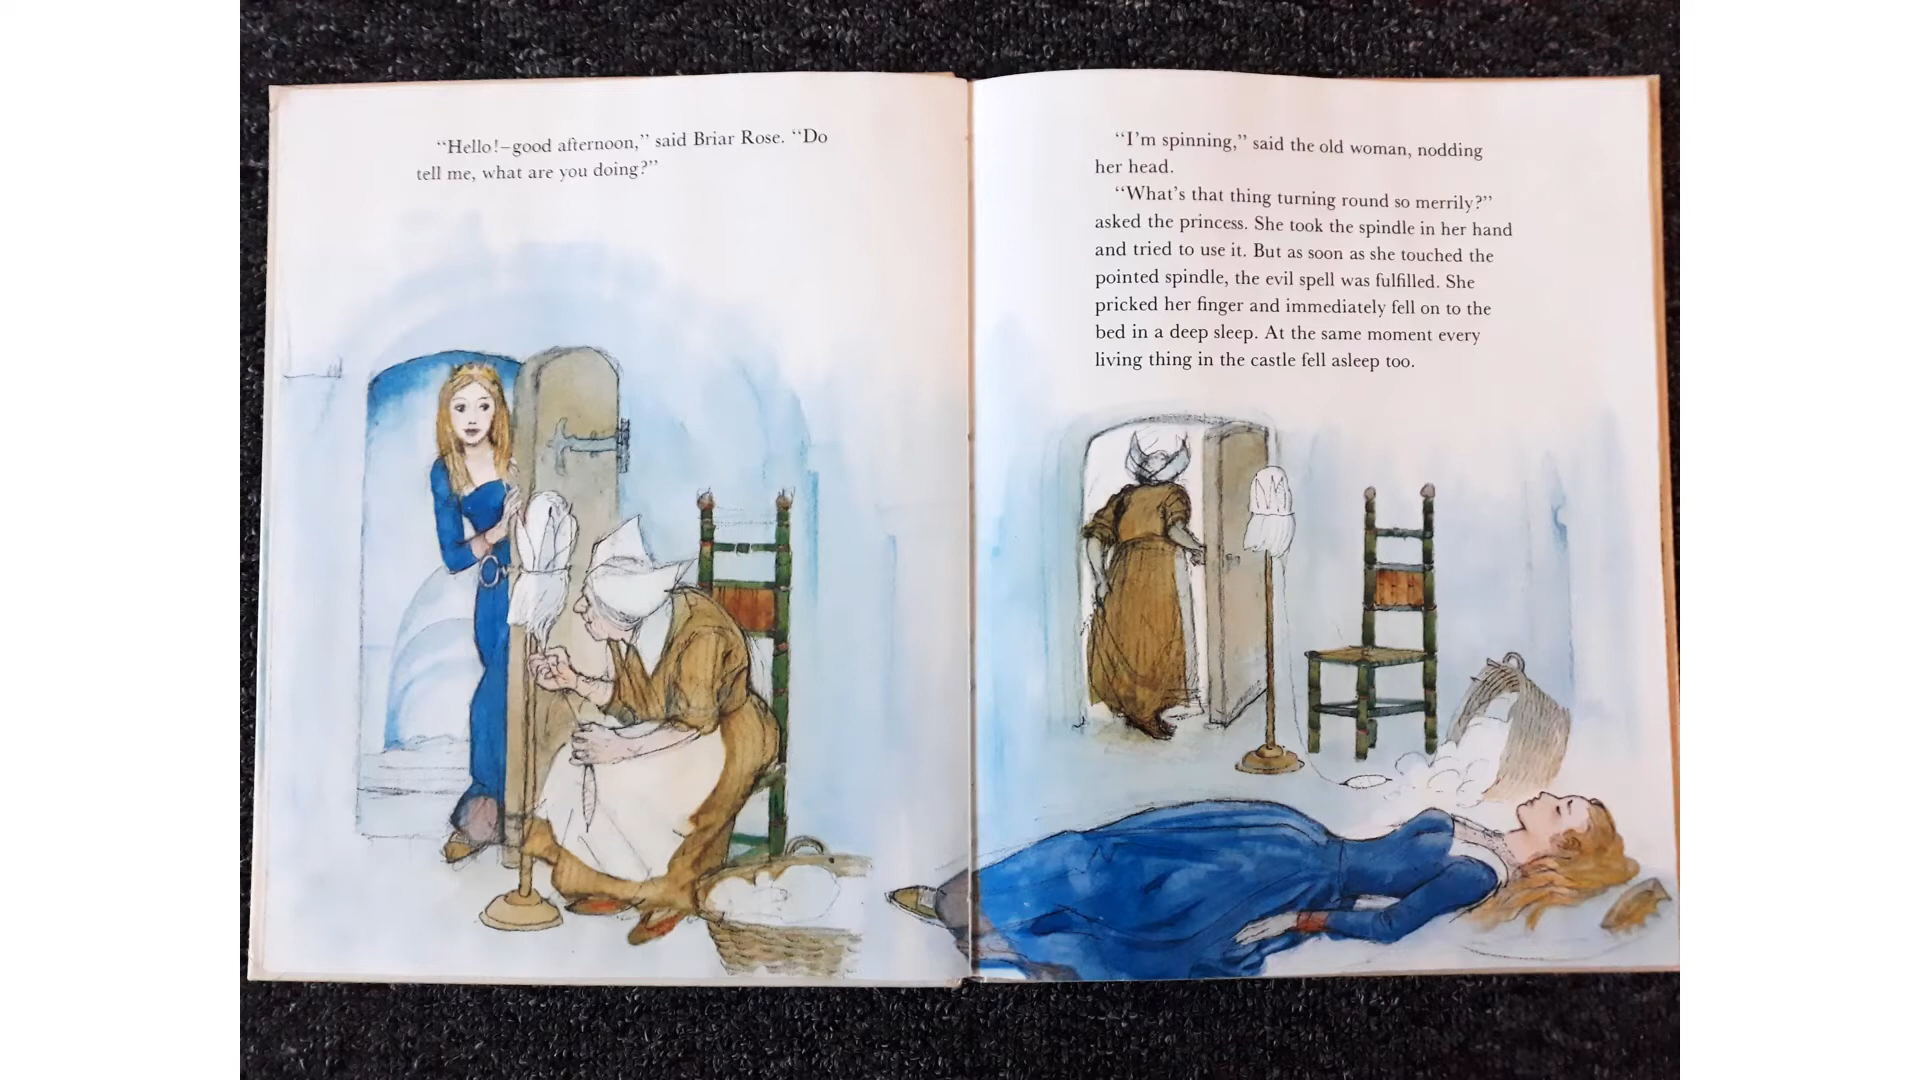 “Hello!–good afternoon,” said Briar Rose. “Do
tell me, what are you doing?”
“I’m spinning,” said the old woman, nodding
her head.
“What’s that thing turning round so merrily?”
asked the princess. She took the spindle in her hand
and tried to use it. But as soon as she touched the
pointed spindle, the evil spell was fulfilled. She
pricked her finger and immediately fell on to the
bed in a deep sleep. At the same moment every
living thing in the castle fell asleep too.